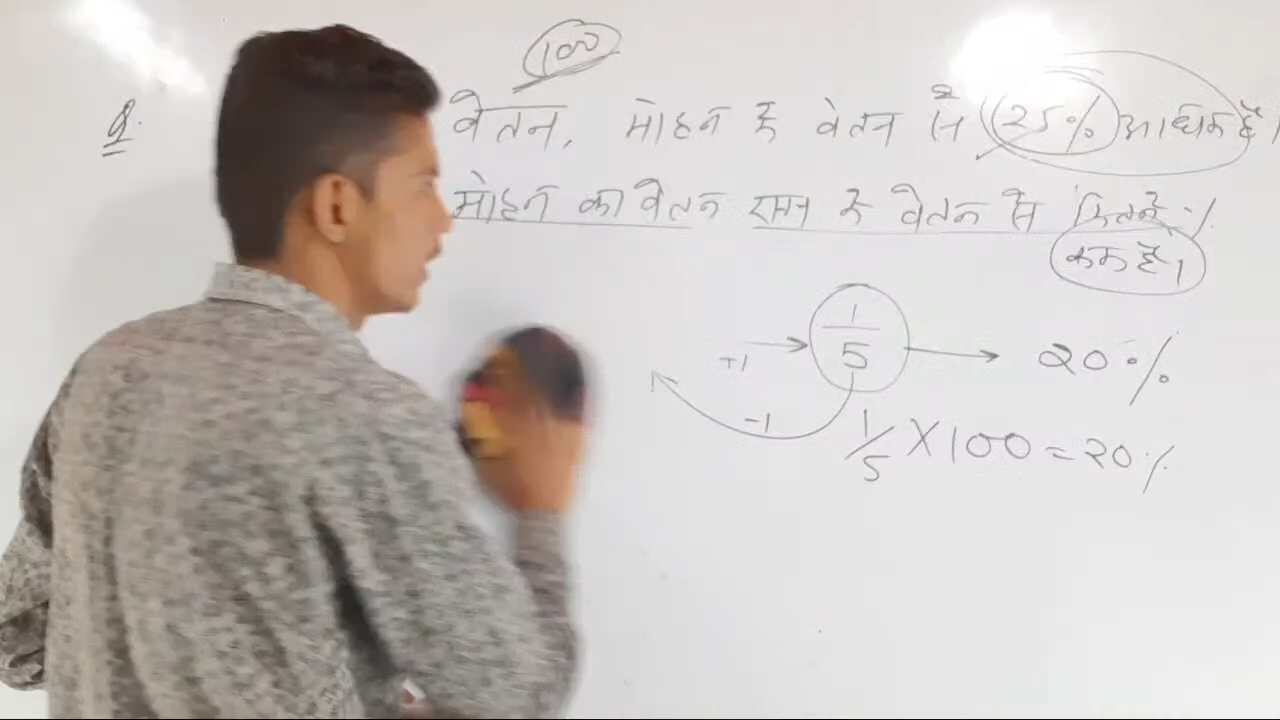 100
Q. वेतन, मोहन के वेतन से 25% अधिक है।
मोहन का वेतन रमन के वेतन से कितने %
कम है।
+1 1/5 20%
-1
1/5 X 100 = 20%